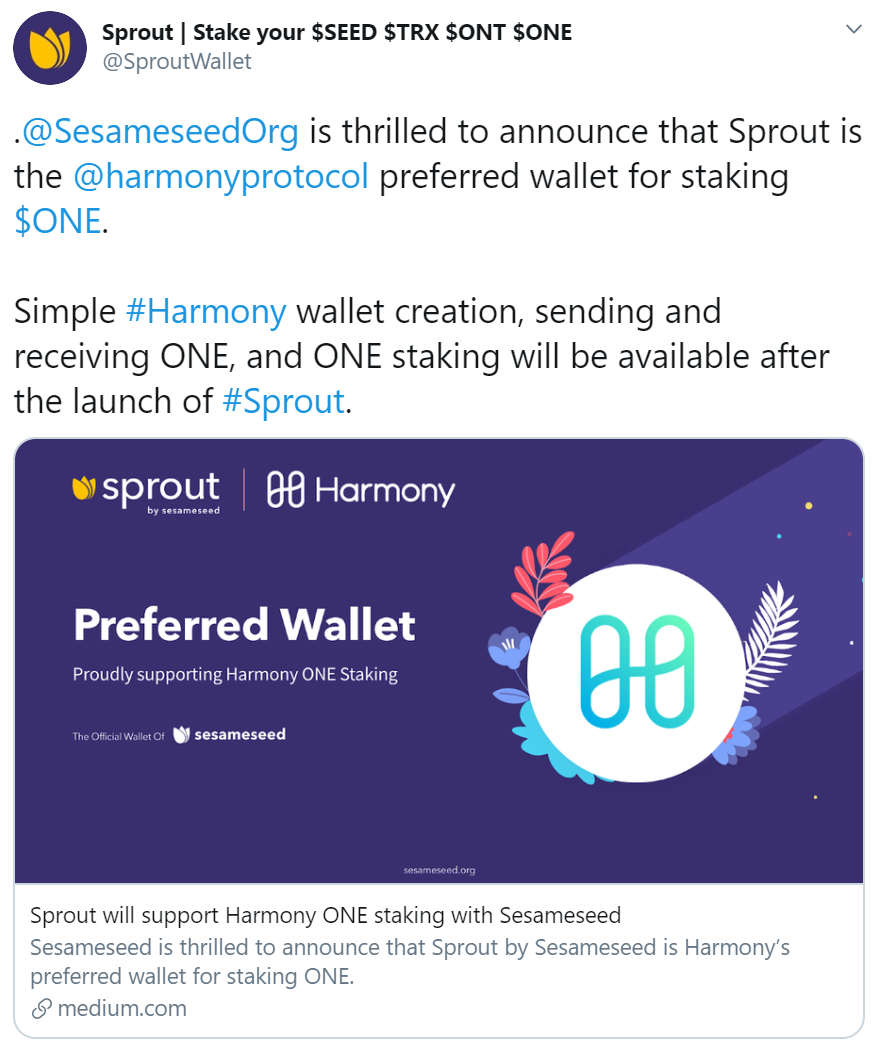 Sprout | Stake your $SEED $TRX $ONT $ONE
@SproutWallet
.@SesameseedOrg is thrilled to announce that Sprout is
the @harmonyprotocol preferred wallet for staking
$ONE.
Simple #Harmony wallet creation, sending and
receiving ONE, and ONE staking will be available after
the launch of #Sprout.
sprout
by sesameseed
Harmony
Preferred Wallet
Proudly supporting Harmony ONE Staking
The Official Wallet Of sesameseed
sesameseed.org
Sprout will support Harmony ONE staking with Sesameseed
Sesameseed is thrilled to announce that Sprout by Sesameseed is Harmony’s
preferred wallet for staking ONE.
medium.com